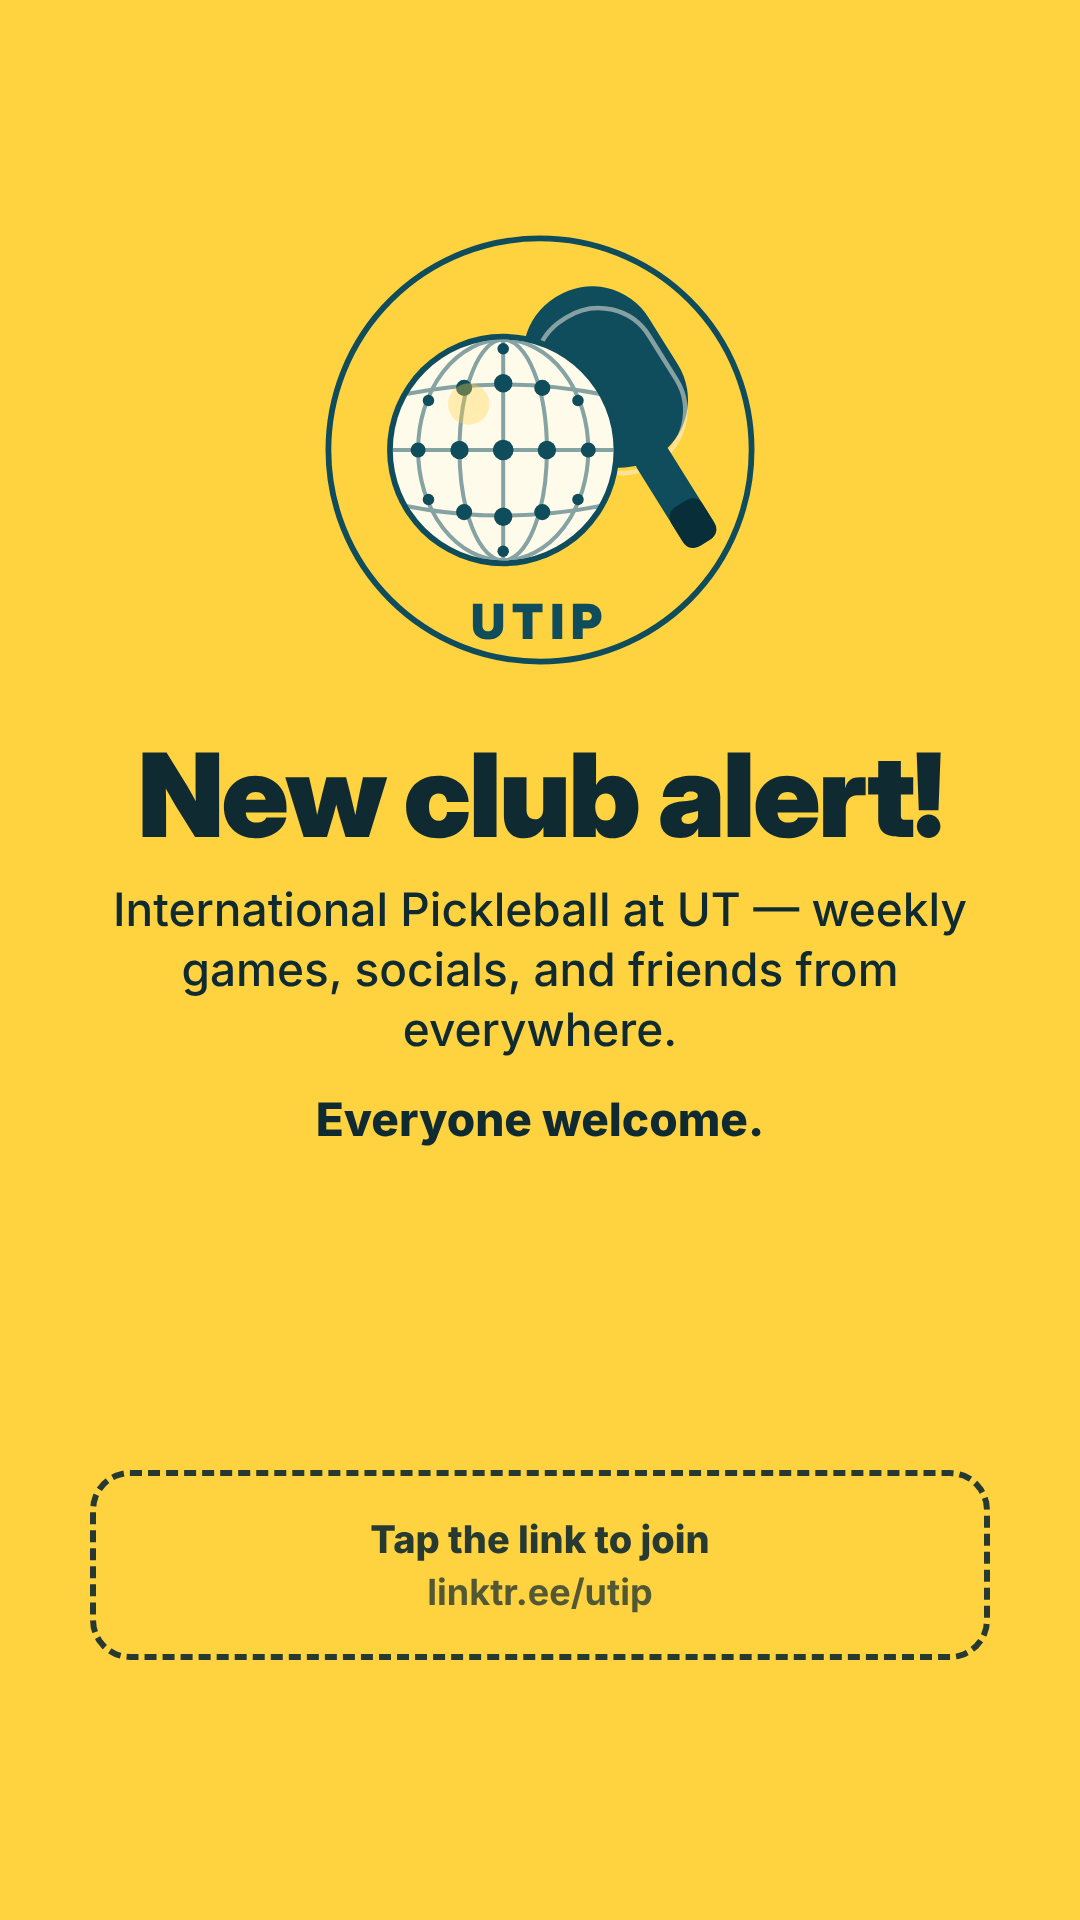 UTIP
New club alert!
International Pickleball at UT — weekly
games, socials, and friends from
everywhere.
Everyone welcome.
Tap the link to join
linktr.ee/utip